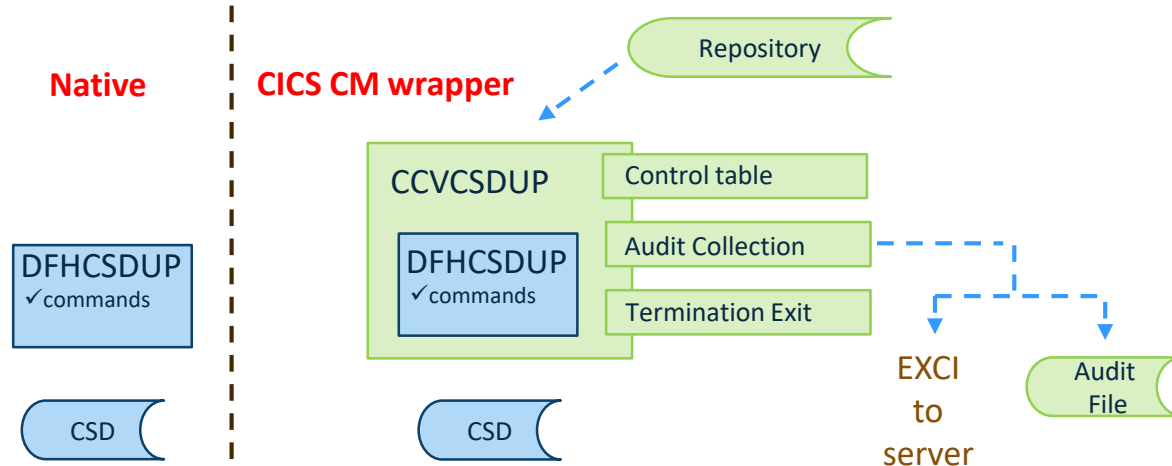 Native
DFHCSDUP
✓commands
CSD
CICS CM wrapper
Repository
CCVCSDUP
DFHCSDUP
✓commands
Control table
Audit Collection
Termination Exit
CSD
EXCI
to
server
Audit
File